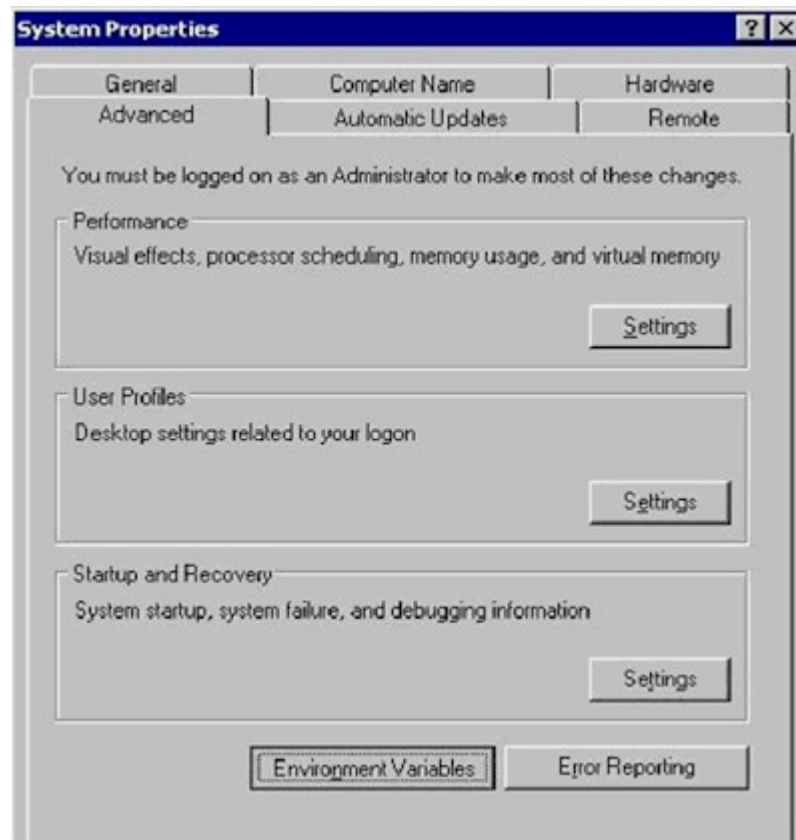 System Properties
General Computer Name Hardware
Advanced Automatic Updates Remote
You must be logged on as an Administrator to make most of these changes.
Performance
Visual effects, processor scheduling, memory usage, and virtual memory
Settings
User Profiles
Desktop settings related to your logon
Settings
Startup and Recovery
System startup, system failure, and debugging information
Settings
Environment Variables Error Reporting